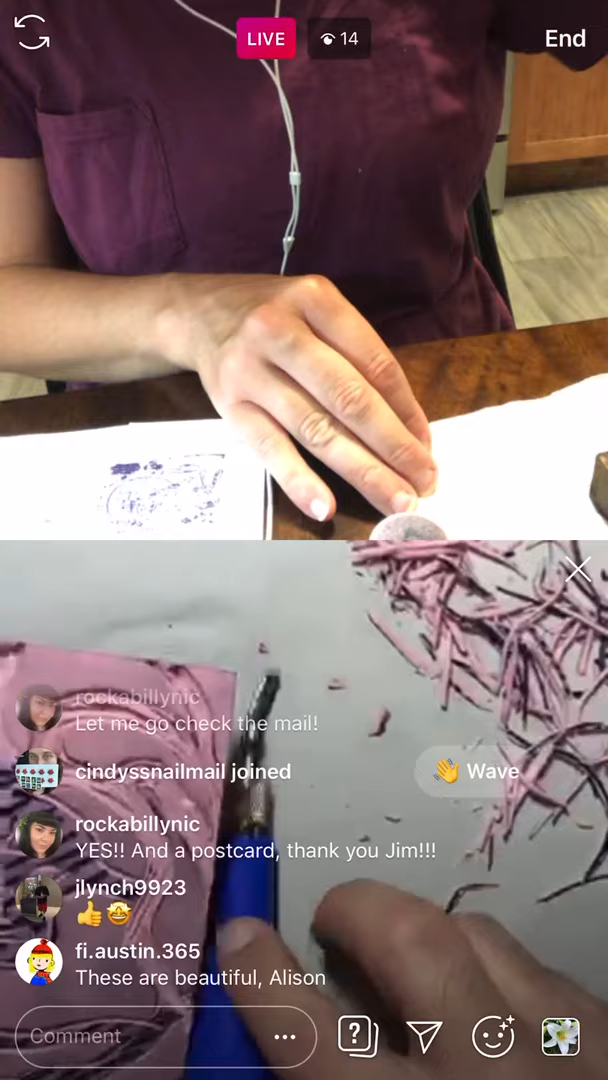 LIVE
14
End
rockabillynic
Let me go check the mail!
cindyssnailmail joined
👋 Wave
rockabillynic
YES!! And a postcard, thank you Jim!!!
jlynch9923
👍🤩
fi.austin.365
These are beautiful, Alison
Comment